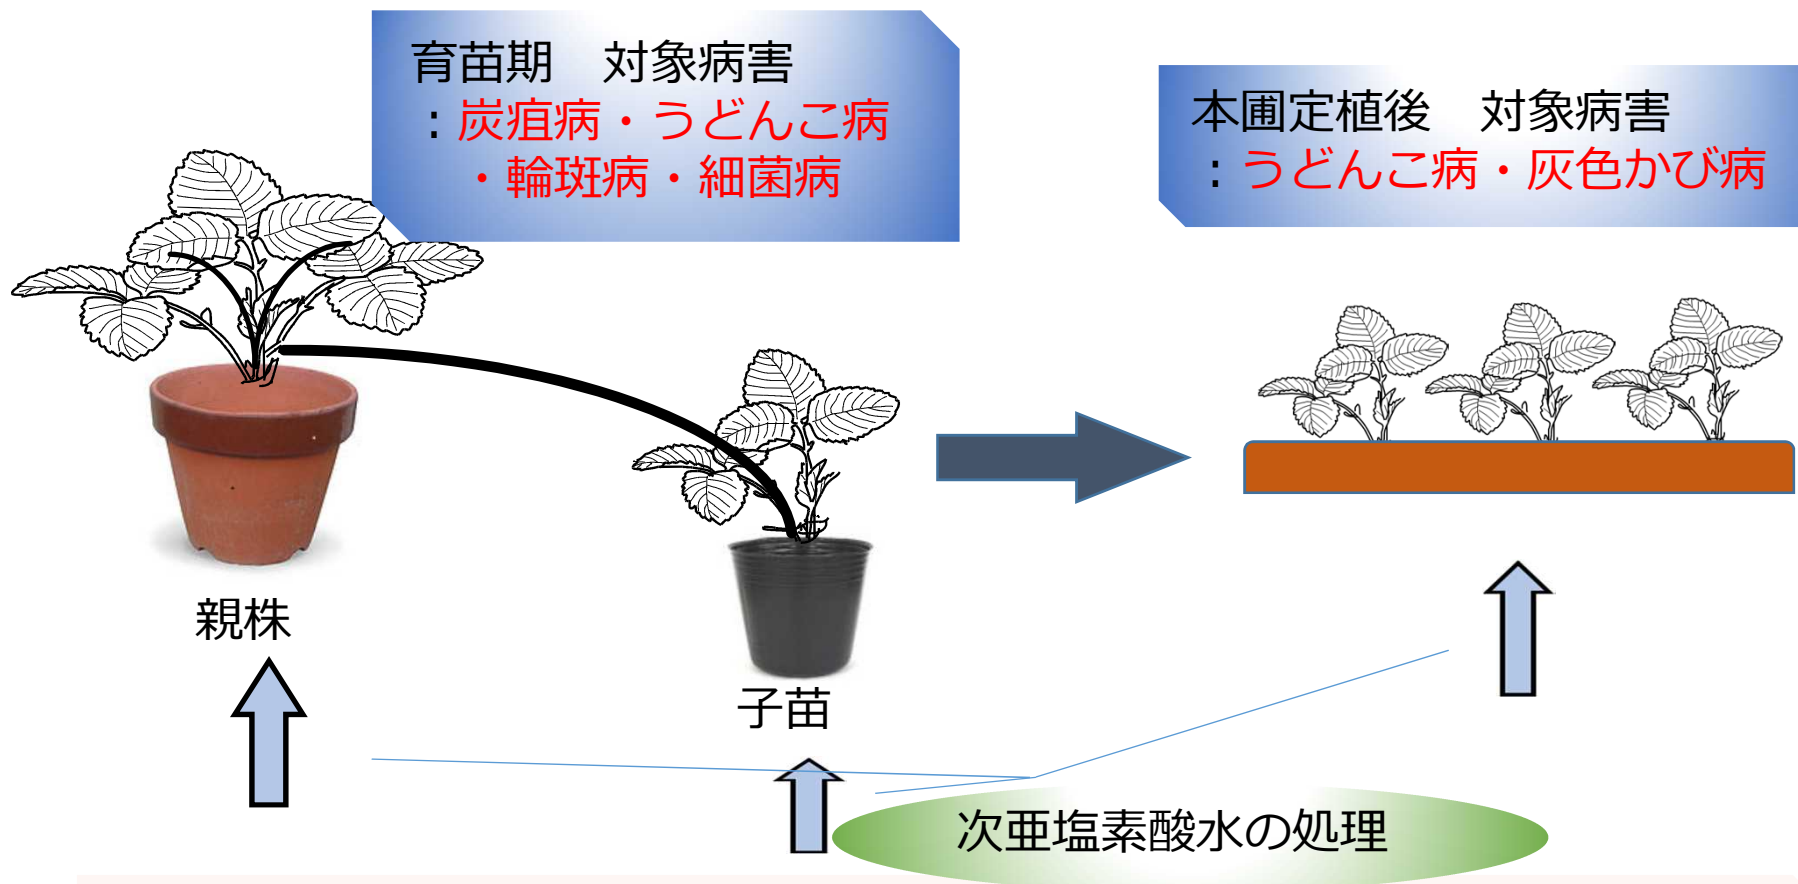 育苗期　対象病害
：炭疽病・うどんこ病
・輪斑病・細菌病
本圃定植後　対象病害
：うどんこ病・灰色かび病
親株
子苗
次亜塩素酸水の処理